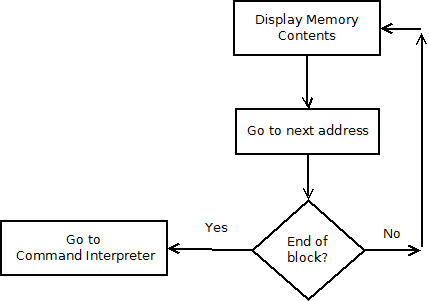 Display Memory
Contents
Go to next address
End of
block?
Yes
No
Go to
Command Interpreter